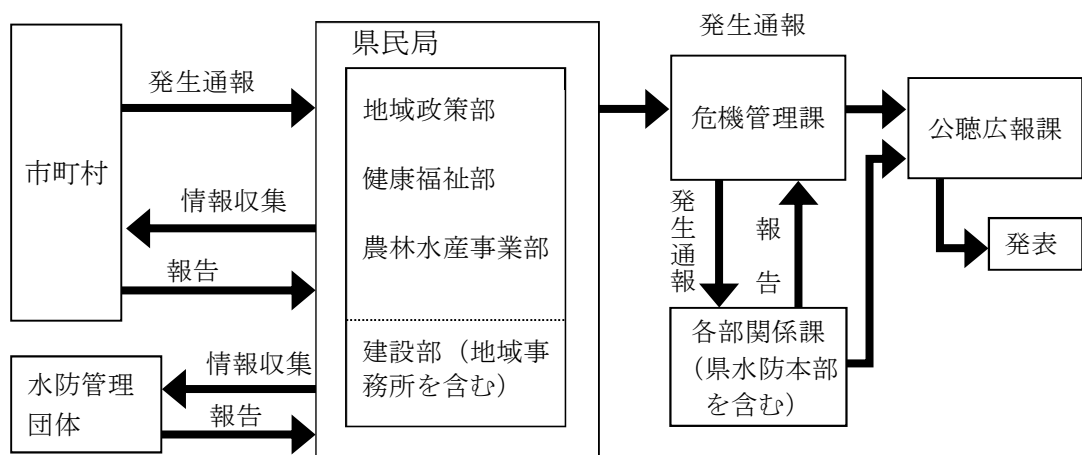 市町村
水防管理
団体
発生通報
情報収集
報告
情報収集
報告
県民局
地域政策部
健康福祉部
農林水産事業部
建設部（地域事
務所を含む）
発生通報
危機管理課
発生通報
報告
各部関係課
（県水防本部
を含む）
公聴広報課
発表